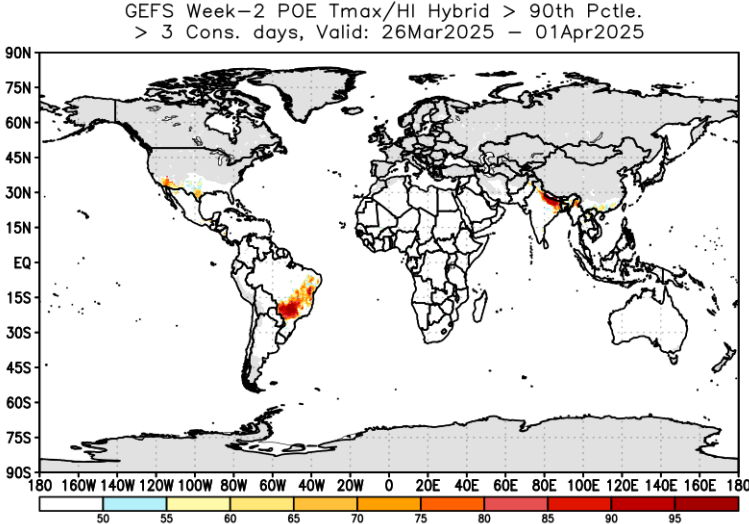 GEFS Week-2 POE Tmax/HI Hybrid > 90th Pctle.
> 3 Cons. days, Valid: 26Mar2025 - 01Apr2025
90N
75N
60N
45N
30N
15N
EQ
15S
30S
45S
60S
75S
90S
180 160W 140W 120W 100W 80W 60W 40W 20W 0 20E 40E 60E 80E 100E 120E 140E 160E 180
50 55 60 65 70 75 80 85 90 95